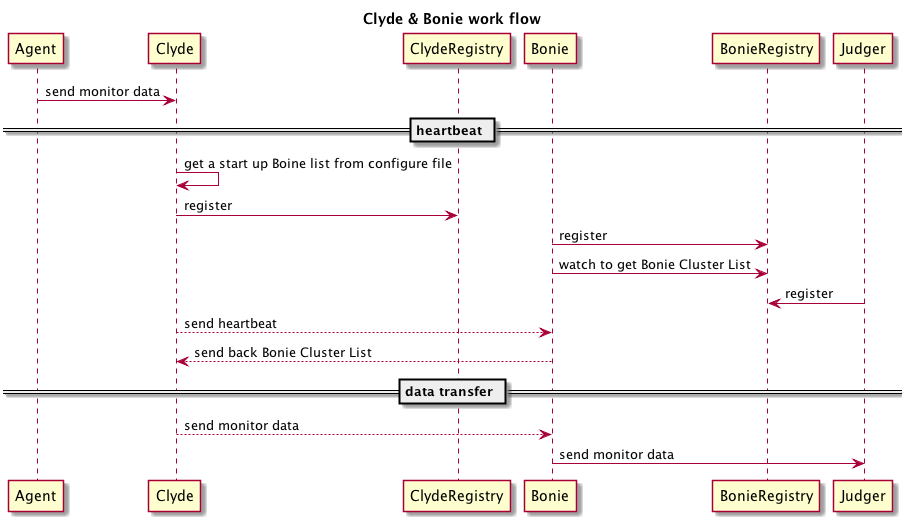 Clyde & Bonie work flow
Agent
Clyde
ClydeRegistry
Bonie
BonieRegistry
Judger
send monitor data
heartbeat
get a start up Boine list from configure file
register
register
watch to get Bonie Cluster List
register
send heartbeat
send back Bonie Cluster List
data transfer
send monitor data
send monitor data
Agent
Clyde
ClydeRegistry
Bonie
BonieRegistry
Judger